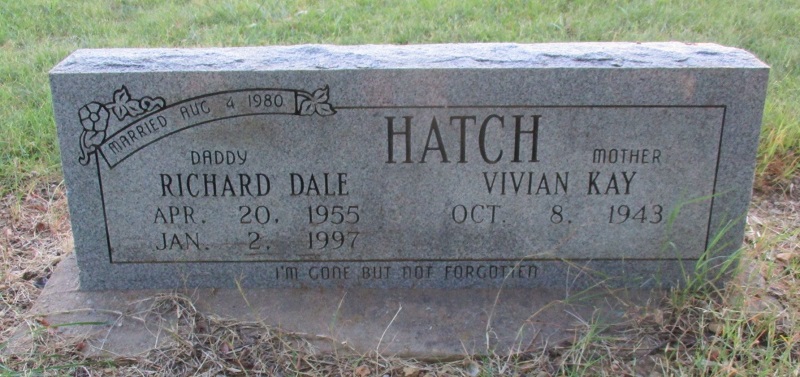 MARRIED AUG 4 1980
HATCH
DADDY
RICHARD DALE
APR. 20, 1955
JAN. 2, 1997
MOTHER
VIVIAN KAY
OCT. 8, 1943
I'M GONE BUT NOT FORGOTTEN